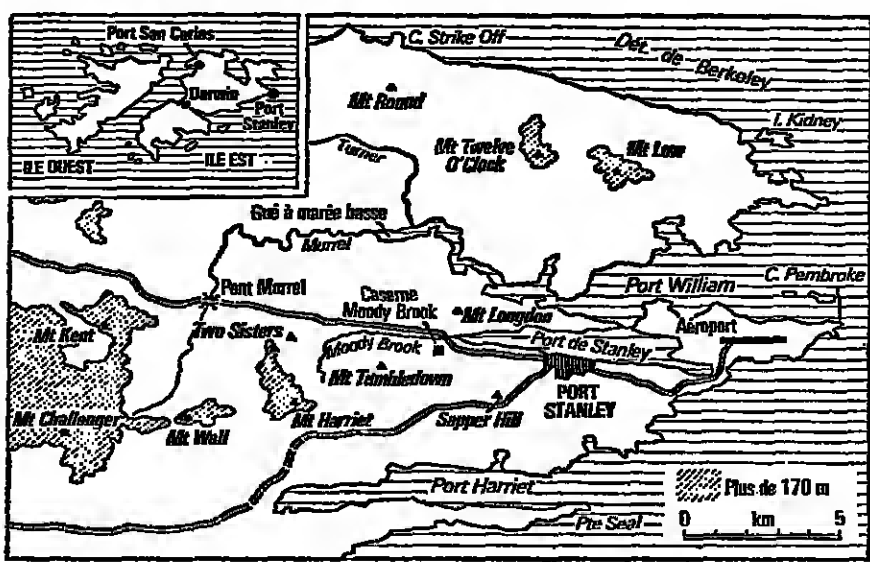 Port San Carlos
Darwin
Port
Stanley
ILE OUEST
ILE EST
C. Strike Off
Dét. de Berkeley
I. Kidney
Mt Round
Mt Twelve
O'Clock
Mt Low
Turner
Gué à marée basse
Murrel
Pont Murrel
Caserne
Moody Brook
Mt Longdon
Port William
C. Pembroke
Aéroport
Mt Kent
Two Sisters
Moody Brook
Port de Stanley
Mt Tumbledown
PORT
STANLEY
Mt Challenger
Mt Wall
Mt Harriet
Sapper Hill
Port Harriet
Pte Seal
Plus de 170 m
0 km 5